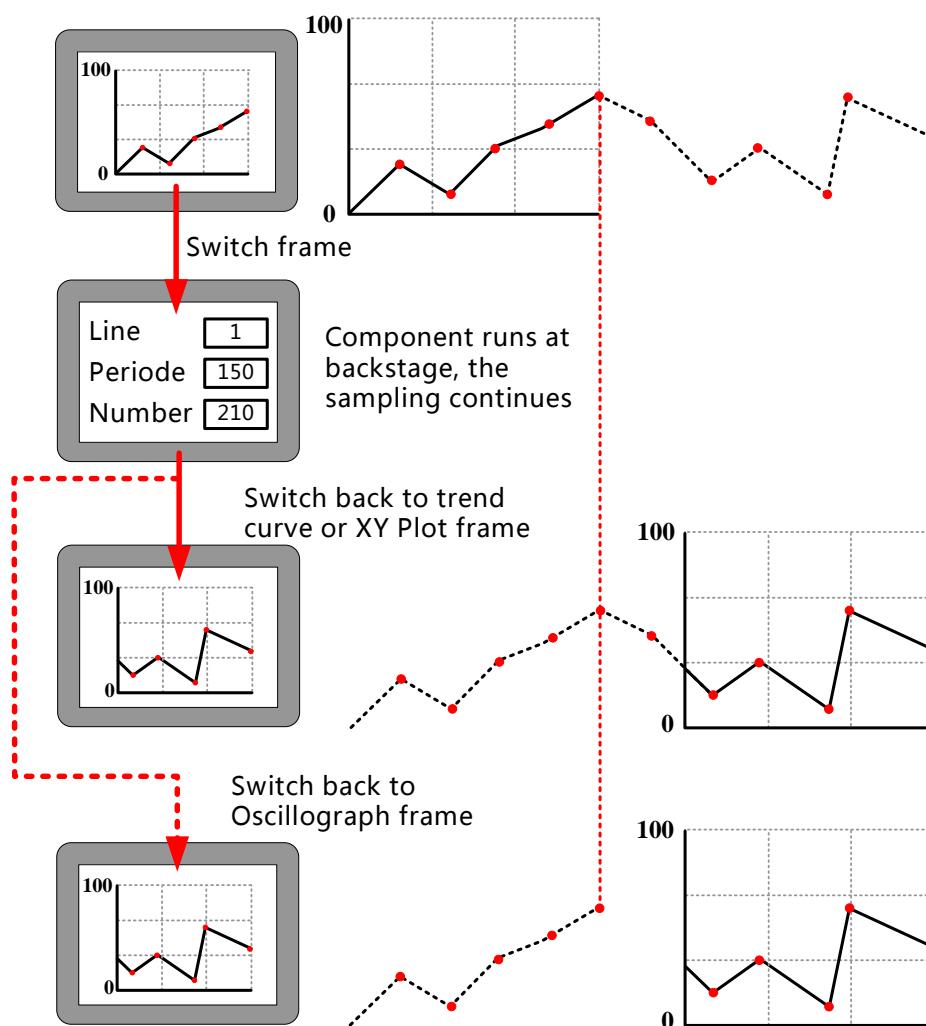 100
0
100
0
Switch frame
Line 1
Periode 150
Number 210
Component runs at
backstage, the
sampling continues
Switch back to trend
curve or XY Plot frame
100
0
100
0
Switch back to
Oscillograph frame
100
0
100
0